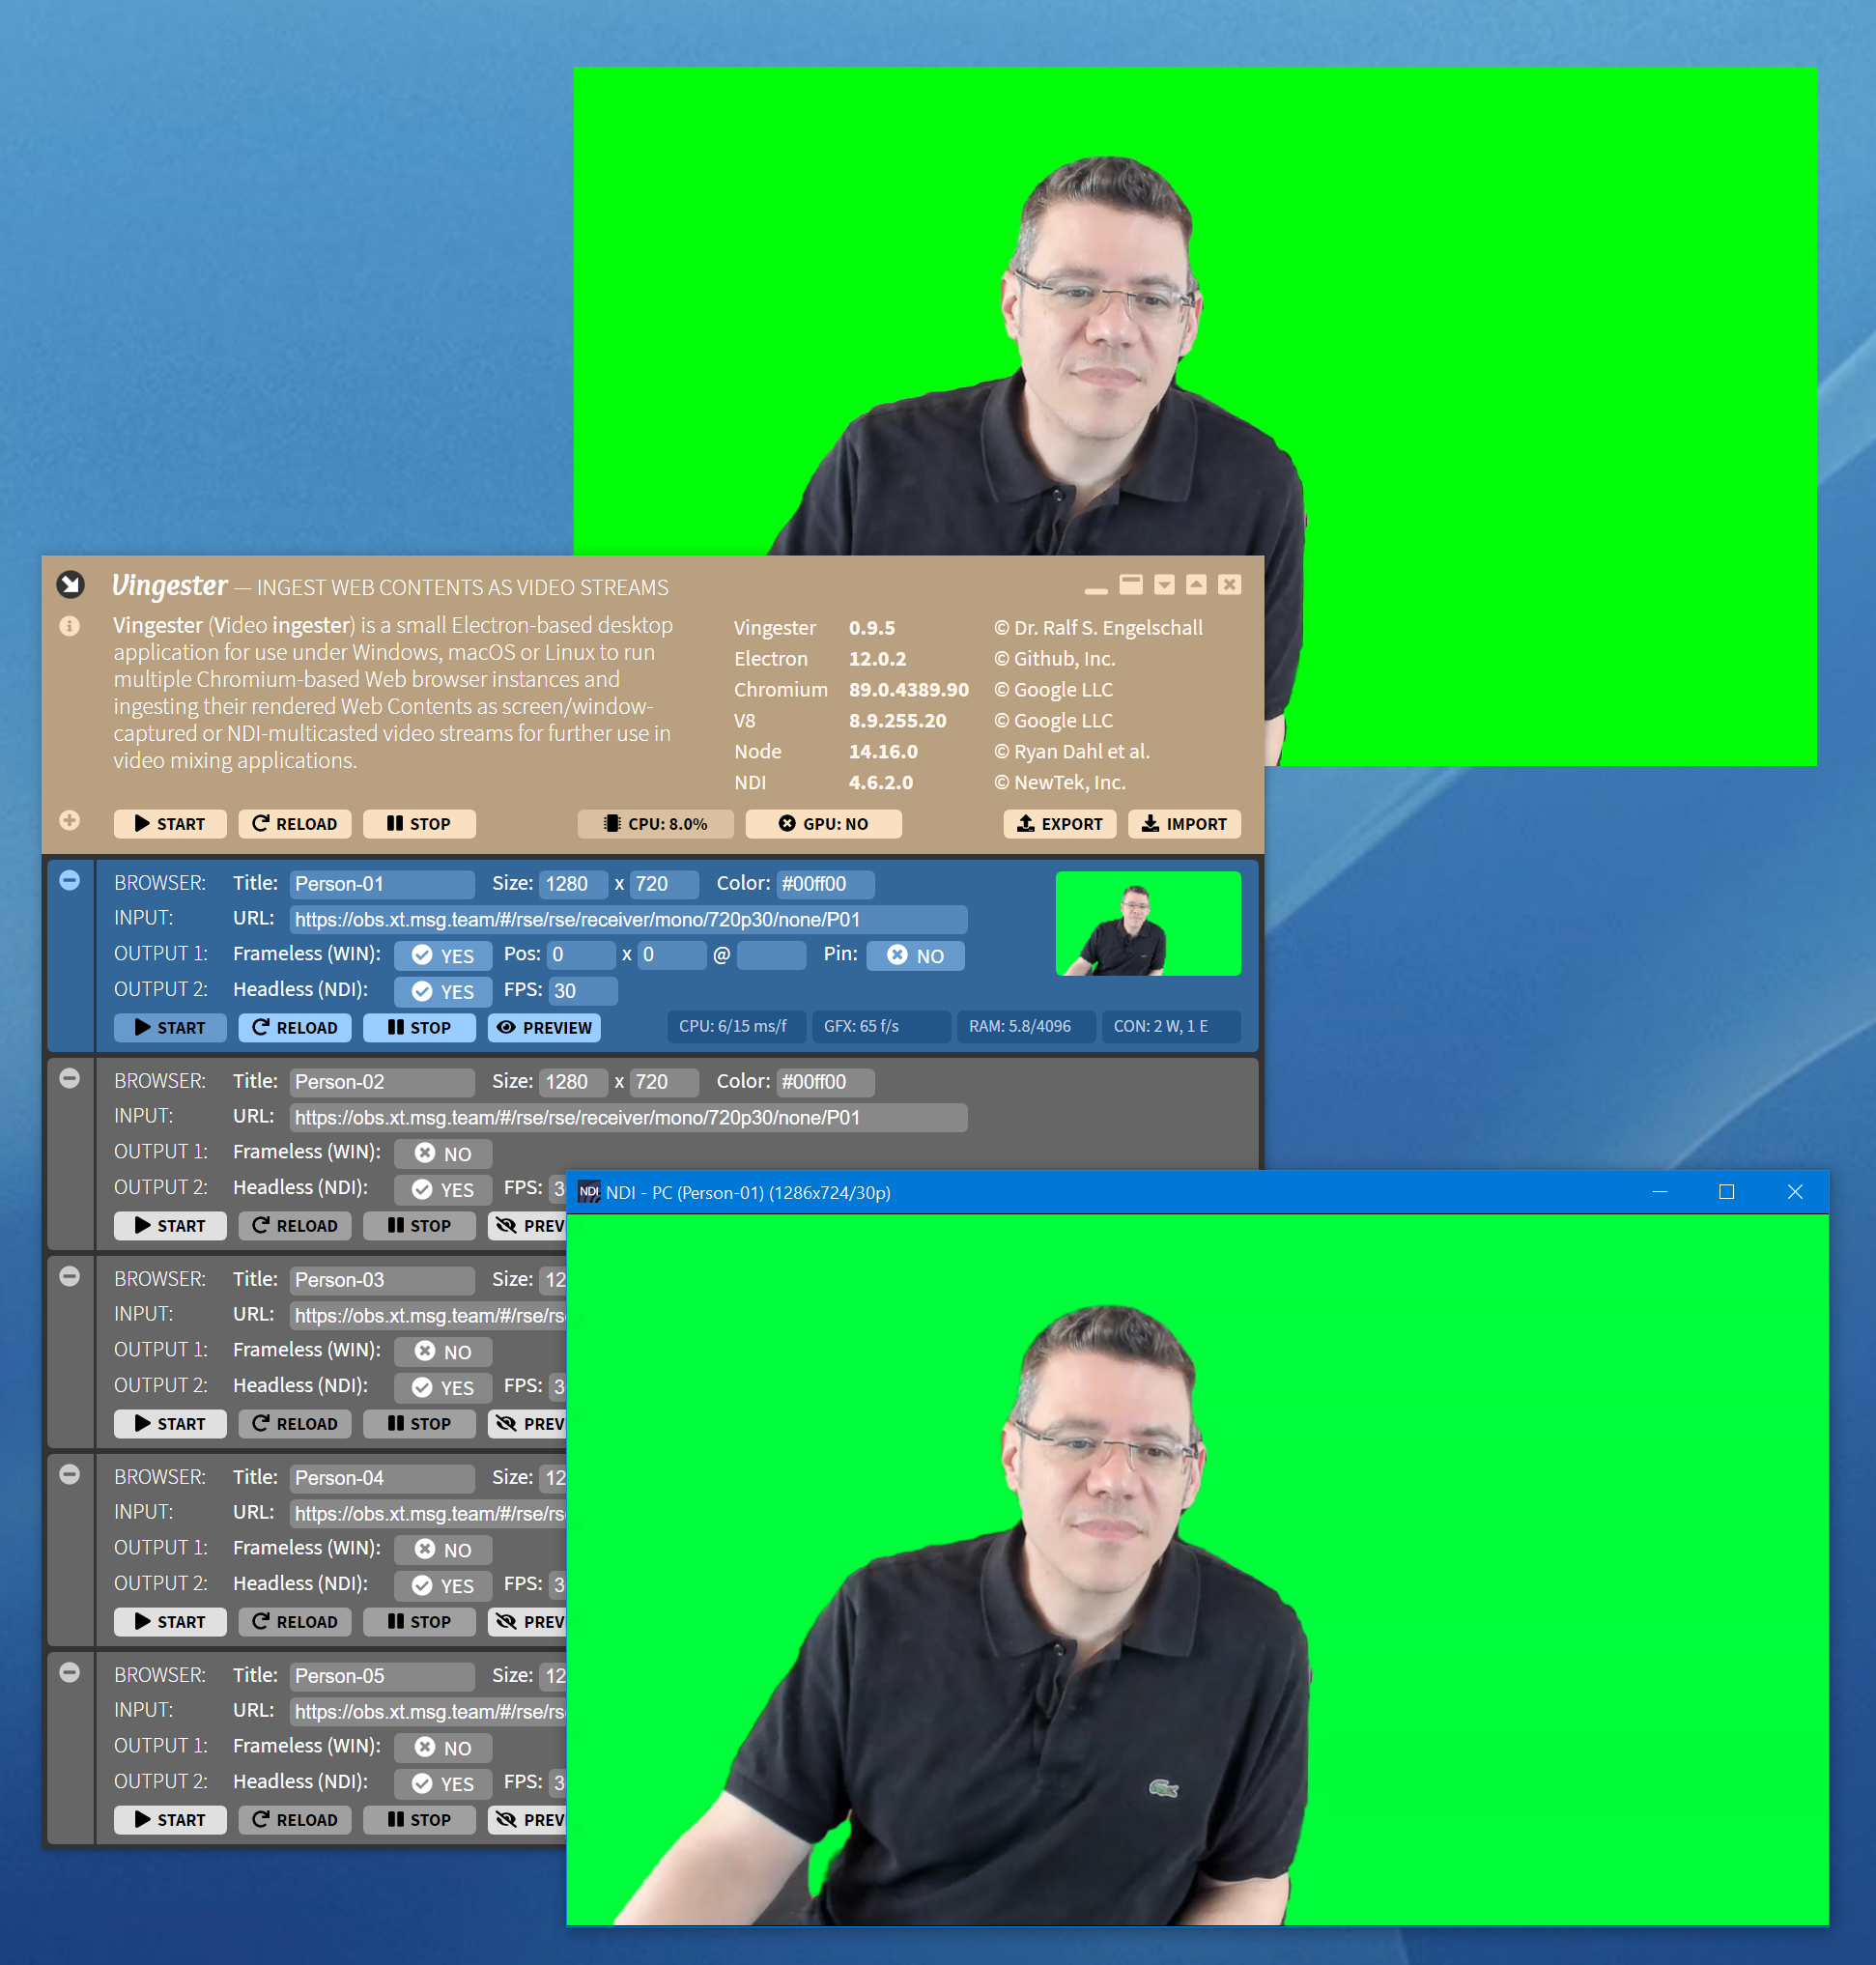 Vingester — INGEST WEB CONTENTS AS VIDEO STREAMS
Vingester (Video ingester) is a small Electron-based desktop
application for use under Windows, macOS or Linux to run
multiple Chromium-based Web browser instances and
ingesting their rendered Web Contents as screen/window-
captured or NDI-multicasted video streams for further use in
video mixing applications.
Vingester 0.9.5 © Dr. Ralf S. Engelschall
Electron 12.0.2 © Github, Inc.
Chromium 89.0.4389.90 © Google LLC
V8 8.9.255.20 © Google LLC
Node 14.16.0 © Ryan Dahl et al.
NDI 4.6.2.0 © NewTek, Inc.
START RELOAD STOP CPU: 8.0% GPU: NO EXPORT IMPORT
BROWSER: Title: Person-01 Size: 1280 x 720 Color: #00ff00
INPUT: URL: https://obs.xt.msg.team/#/rse/rse/receiver/mono/720p30/none/P01
OUTPUT 1: Frameless (WIN): YES Pos: 0 x 0 @ Pin: NO
OUTPUT 2: Headless (NDI): YES FPS: 30
START RELOAD STOP PREVIEW CPU: 6/15 ms/f GFX: 65 f/s RAM: 5.8/4096 CON: 2 W, 1 E
BROWSER: Title: Person-02 Size: 1280 x 720 Color: #00ff00
INPUT: URL: https://obs.xt.msg.team/#/rse/rse/receiver/mono/720p30/none/P01
OUTPUT 1: Frameless (WIN): NO
OUTPUT 2: Headless (NDI): YES FPS: 3
START RELOAD STOP PREV
NDI NDI - PC (Person-01) (1286x724/30p)
BROWSER: Title: Person-03 Size: 12
INPUT: URL: https://obs.xt.msg.team/#/rse/rs
OUTPUT 1: Frameless (WIN): NO
OUTPUT 2: Headless (NDI): YES FPS: 3
START RELOAD STOP PREV
BROWSER: Title: Person-04 Size: 12
INPUT: URL: https://obs.xt.msg.team/#/rse/rs
OUTPUT 1: Frameless (WIN): NO
OUTPUT 2: Headless (NDI): YES FPS: 3
START RELOAD STOP PREV
BROWSER: Title: Person-05 Size: 12
INPUT: URL: https://obs.xt.msg.team/#/rse/rs
OUTPUT 1: Frameless (WIN): NO
OUTPUT 2: Headless (NDI): YES FPS: 3
START RELOAD STOP PREV